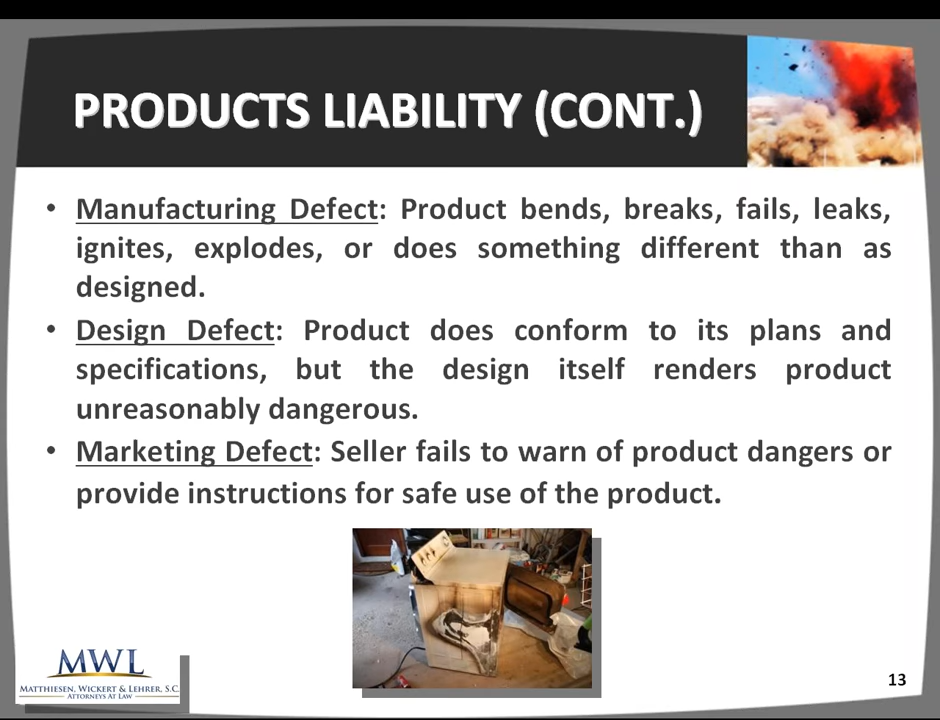 PRODUCTS LIABILITY (CONT.)
• Manufacturing Defect: Product bends, breaks, fails, leaks,
ignites, explodes, or does something different than as
designed.
• Design Defect: Product does conform to its plans and
specifications, but the design itself renders product
unreasonably dangerous.
• Marketing Defect: Seller fails to warn of product dangers or
provide instructions for safe use of the product.
MWL
MATTHIESEN, WICKERT & LEHRER, S.C.
ATTORNEYS AT LAW
13